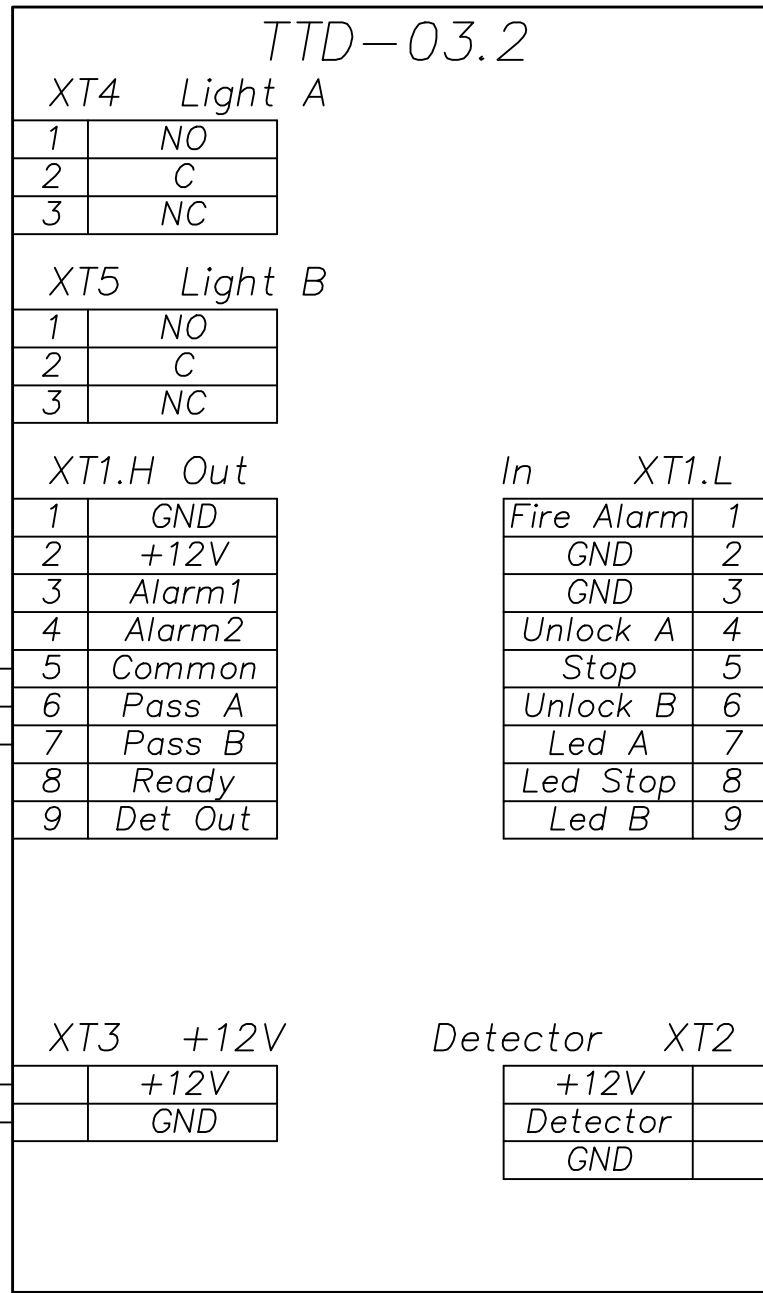 TTD-03.2
XT4 Light A
1 NO
2 C
3 NC
XT5 Light B
1 NO
2 C
3 NC
XT1.H Out
1 GND
2 +12V
3 Alarm1
4 Alarm2
5 Common
6 Pass A
7 Pass B
8 Ready
9 Det Out
In XT1.L
Fire Alarm 1
GND 2
GND 3
Unlock A 4
Stop 5
Unlock B 6
Led A 7
Led Stop 8
Led B 9
XT3 +12V
+12V
GND
Detector XT2
+12V
Detector
GND